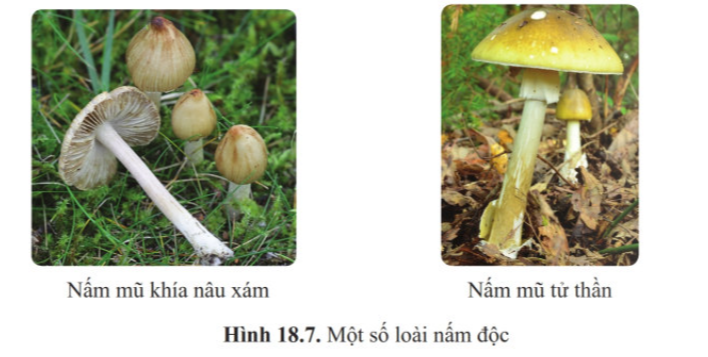 Nấm mũ khía nâu xám
Nấm mũ tử thần
Hình 18.7. Một số loài nấm độc